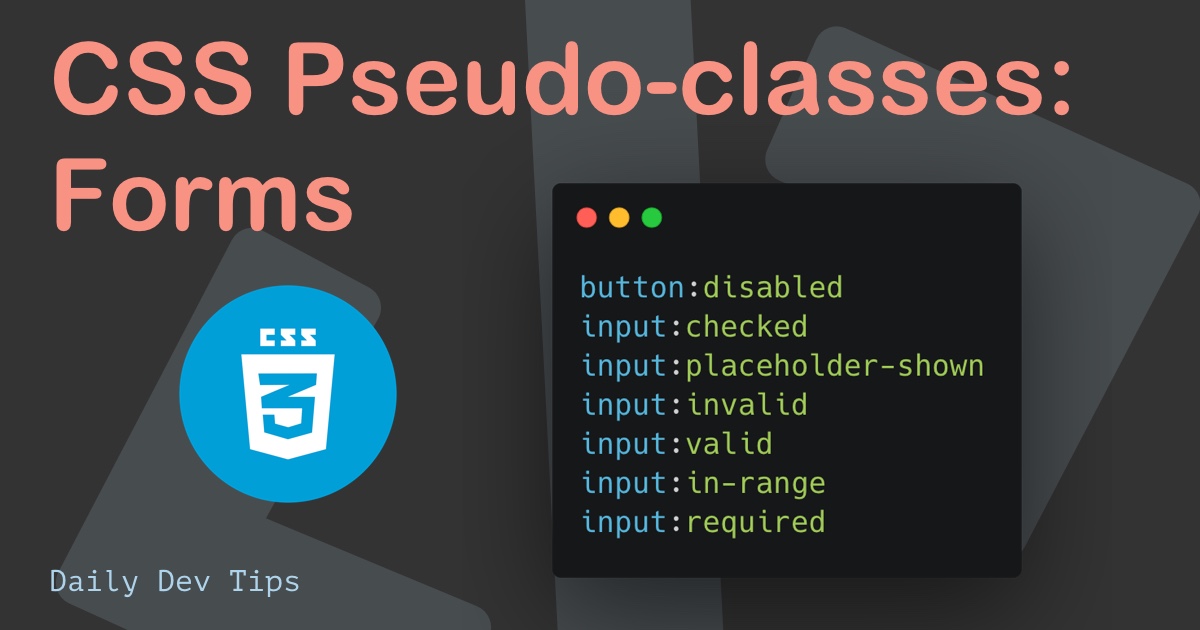 CSS Pseudo-classes:
Forms
CSS
3
button:disabled
input:checked
input:placeholder-shown
input:invalid
input:valid
input:in-range
input:required
Daily Dev Tips